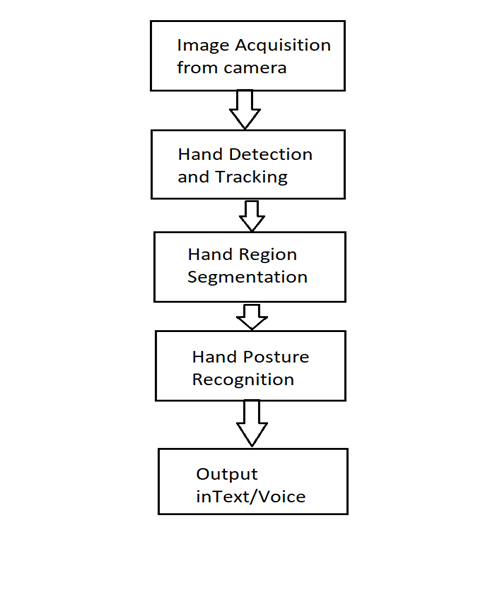 Image Acquisition
from camera
Hand Detection
and Tracking
Hand Region
Segmentation
Hand Posture
Recognition
Output
inText/Voice